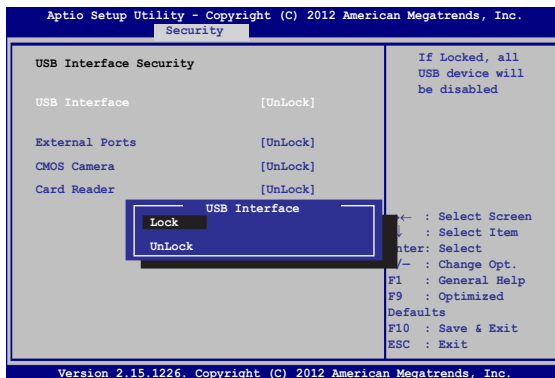 Aptio Setup Utility - Copyright (C) 2012 American Megatrends, Inc.
Security
USB Interface Security
USB Interface [UnLock]
External Ports [UnLock]
CMOS Camera [UnLock]
Card Reader [UnLock]
USB Interface
Lock
UnLock
If Locked, all
USB device will
be disabled
← : Select Screen
↓ : Select Item
nter: Select
/— : Change Opt.
F1 : General Help
F9 : Optimized
Defaults
F10 : Save & Exit
ESC : Exit
Version 2.15.1226. Copyright (C) 2012 American Megatrends, Inc.